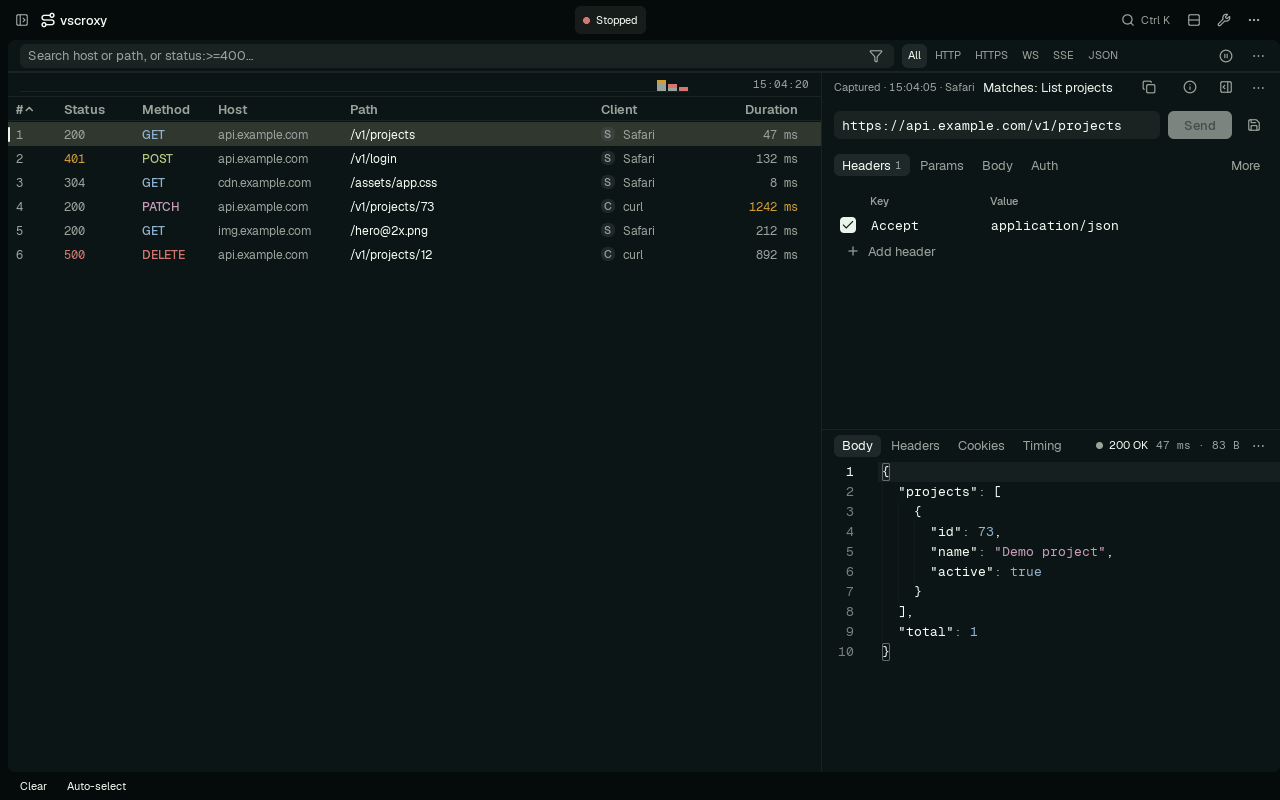 vscroxy
Stopped
Ctrl K
Search host or path, or status:>=400…
All HTTP HTTPS WS SSE JSON
15:04:20
# Status Method Host Path Client Duration
1 200 GET api.example.com /v1/projects S Safari 47 ms
2 401 POST api.example.com /v1/login S Safari 132 ms
3 304 GET cdn.example.com /assets/app.css S Safari 8 ms
4 200 PATCH api.example.com /v1/projects/73 C curl 1242 ms
5 200 GET img.example.com /hero@2x.png S Safari 212 ms
6 500 DELETE api.example.com /v1/projects/12 C curl 892 ms
Captured · 15:04:05 · Safari Matches: List projects
https://api.example.com/v1/projects Send
Headers 1 Params Body Auth More
Key Value
Accept application/json
Add header
Body Headers Cookies Timing 200 OK 47 ms · 83 B
1 {
2 "projects": [
3 {
4 "id": 73,
5 "name": "Demo project",
6 "active": true
7 }
8 ],
9 "total": 1
10 }
Clear Auto-select